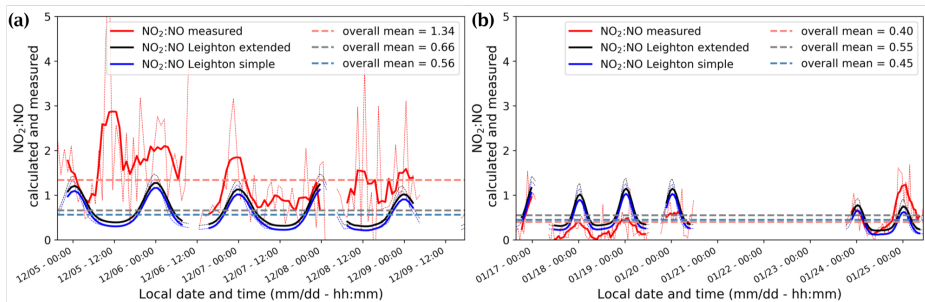 (a)
NO₂:NO measured
NO₂:NO Leighton extended
NO₂:NO Leighton simple
overall mean = 1.34
overall mean = 0.66
overall mean = 0.56
NO₂:NO
calculated and measured
5
4
3
2
1
0
12/05 - 00:00
12/05 - 12:00
12/06 - 00:00
12/06 - 12:00
12/07 - 00:00
12/07 - 12:00
12/08 - 00:00
12/08 - 12:00
12/09 - 00:00
12/09 - 12:00
Local date and time (mm/dd - hh:mm)
(b)
NO₂:NO measured
NO₂:NO Leighton extended
NO₂:NO Leighton simple
overall mean = 0.40
overall mean = 0.55
overall mean = 0.45
NO₂:NO
calculated and measured
5
4
3
2
1
0
01/17 - 00:00
01/18 - 00:00
01/19 - 00:00
01/20 - 00:00
01/21 - 00:00
01/22 - 00:00
01/23 - 00:00
01/24 - 00:00
01/25 - 00:00
Local date and time (mm/dd - hh:mm)